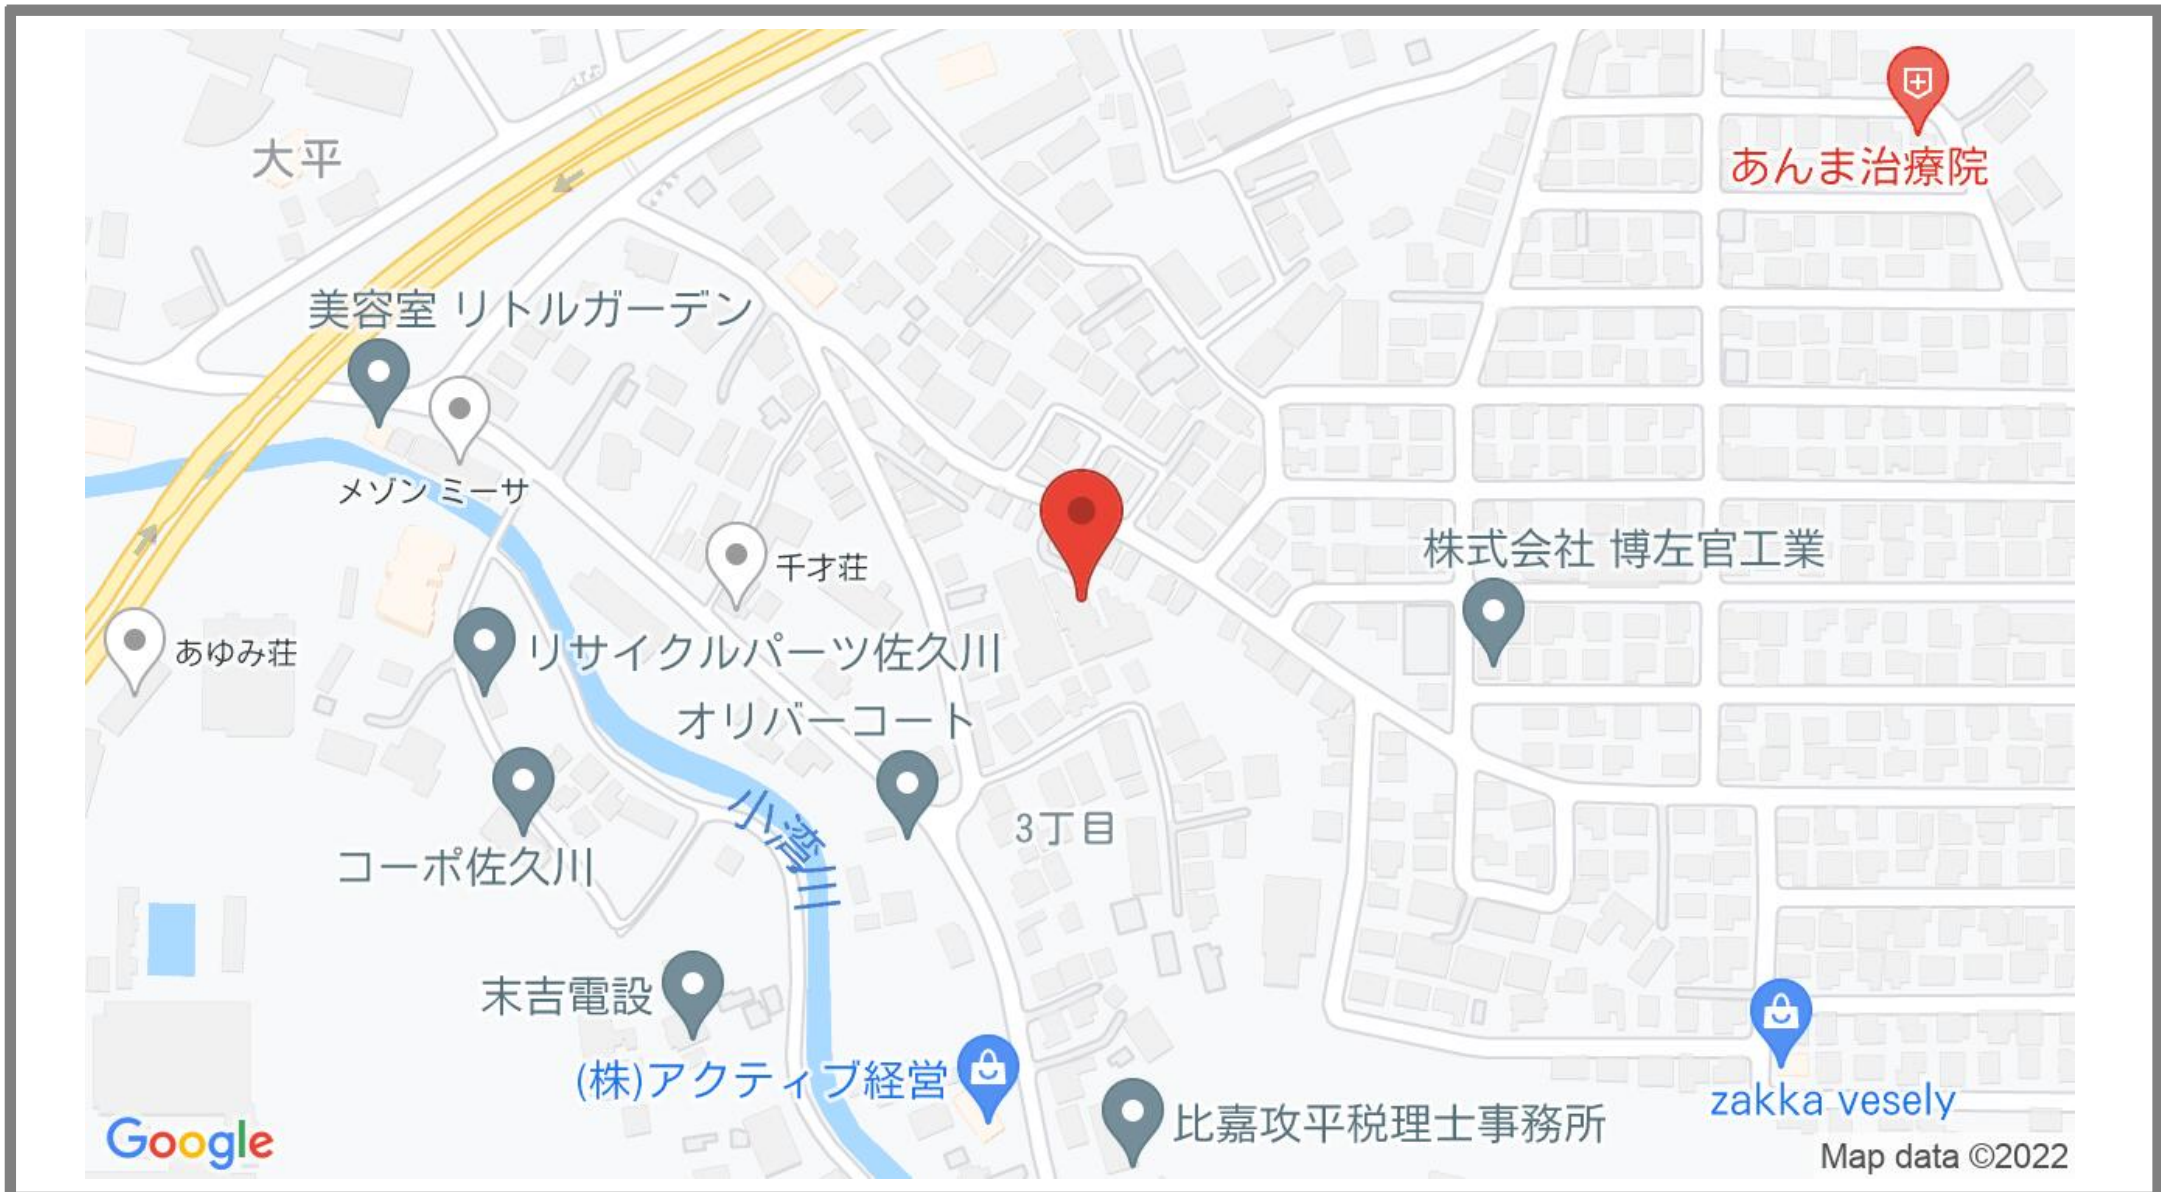 大平
あんま治療院
美容室 リトルガーデン
メゾン ミーサ
千才荘
株式会社 博左官工業
あゆみ荘
リサイクルパーツ佐久川
オリバーコート
小湾川
3丁目
コーポ佐久川
末吉電設
(株)アクティブ経営
zakka vesely
比嘉攻平税理士事務所
Google
Map data ©2022